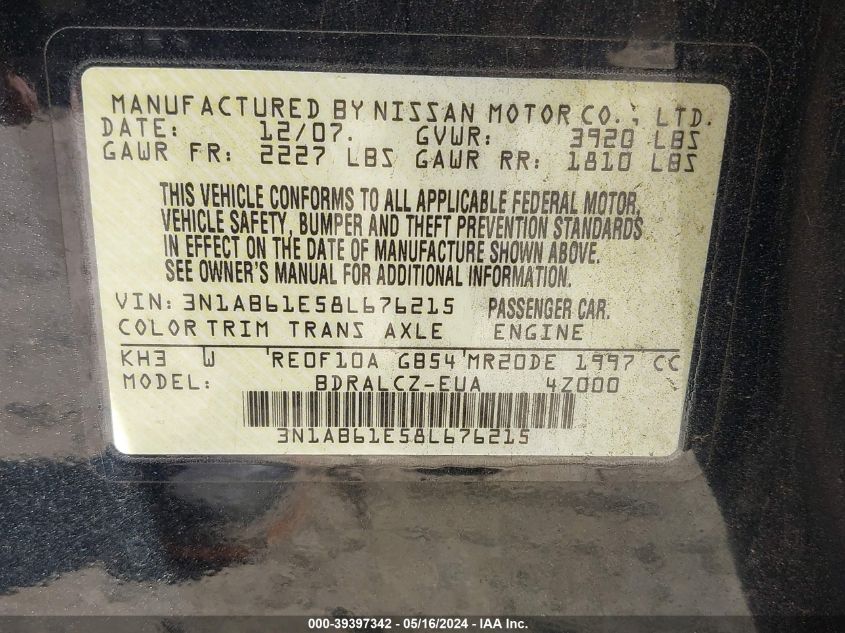 MANUFACTURED BY NISSAN MOTOR CO., LTD.
DATE: 12/07. GVWR: 3920 LBS
GAWR FR: 2227 LBS GAWR RR: 1810 LBS
THIS VEHICLE CONFORMS TO ALL APPLICABLE FEDERAL MOTOR,
VEHICLE SAFETY, BUMPER AND THEFT PREVENTION STANDARDS
IN EFFECT ON THE DATE OF MANUFACTURE SHOWN ABOVE.
SEE OWNER'S MANUAL FOR ADDITIONAL INFORMATION.
VIN: 3N1AB61E58L676215 PASSENGER CAR.
COLOR TRIM TRANS AXLE ENGINE
KH3 W RE0F10A GB54 MR20DE 1997 CC
MODEL: BDRALCZ-EUA 4Z000
3N1AB61E58L676215
000-39397342 - 05/16/2024 - IAA Inc.